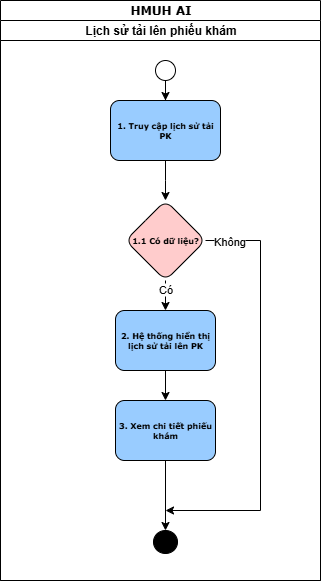 HMUH AI
Lịch sử tải lên phiếu khám
1. Truy cập lịch sử tải
PK
1.1 Có dữ liệu?
Không
Có
2. Hệ thống hiển thị
lịch sử tải lên PK
3. Xem chi tiết phiếu
khám